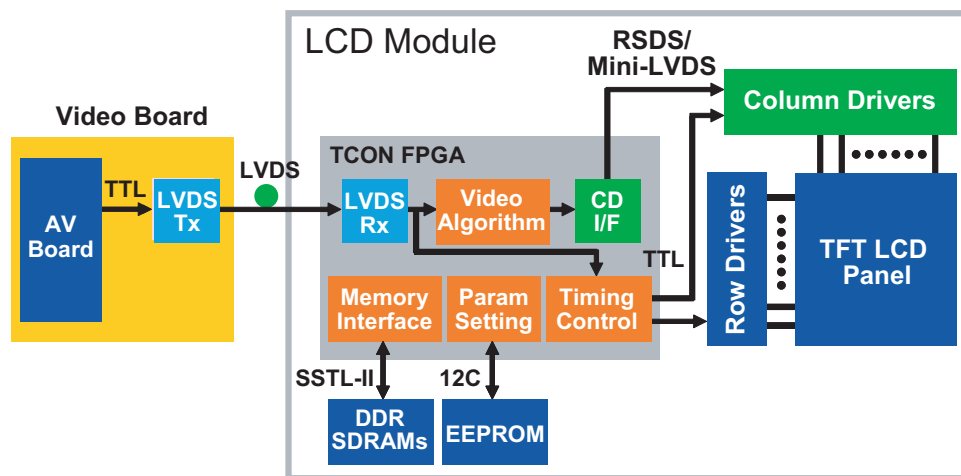 LCD Module
RSDS/
Mini-LVDS
Column Drivers
Video Board
TCON FPGA
LVDS
AV
Board
TTL
LVDS
Tx
LVDS
Rx
Video
Algorithm
CD
I/F
TTL
Row Drivers
TFT LCD
Panel
Memory
Interface
Param
Setting
Timing
Control
SSTL-II
12C
DDR
SDRAMs
EEPROM